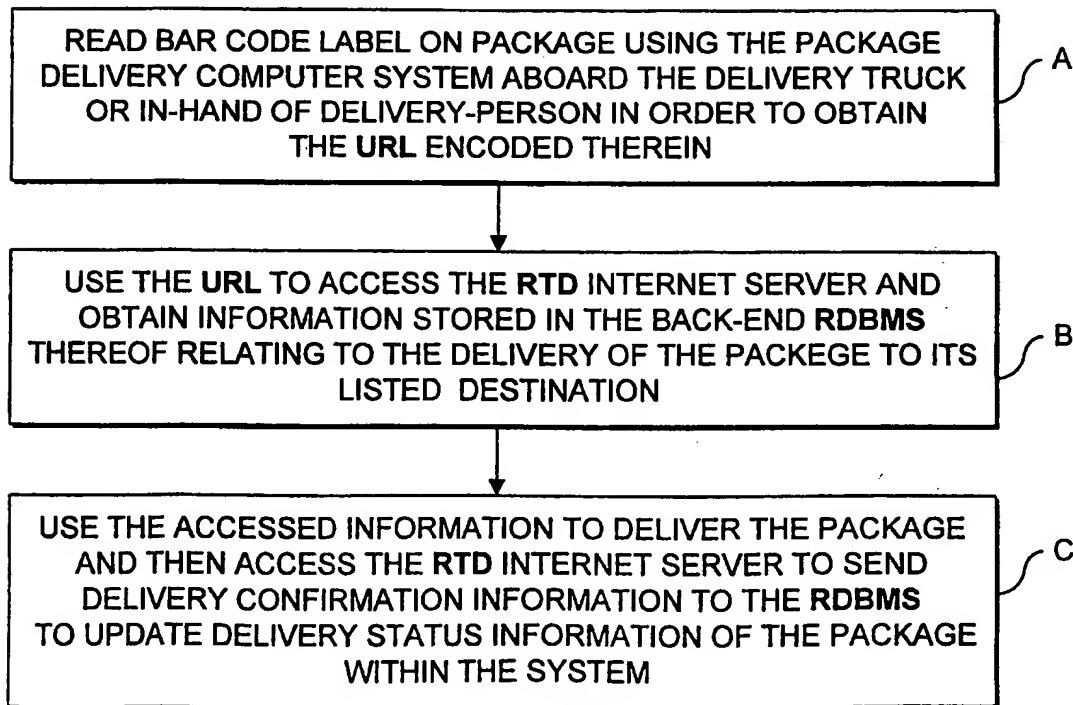 READ BAR CODE LABEL ON PACKAGE USING THE PACKAGE
DELIVERY COMPUTER SYSTEM ABOARD THE DELIVERY TRUCK
OR IN-HAND OF DELIVERY-PERSON IN ORDER TO OBTAIN
THE URL ENCODED THEREIN
A
USE THE URL TO ACCESS THE RTD INTERNET SERVER AND
OBTAIN INFORMATION STORED IN THE BACK-END RDBMS
THEREOF RELATING TO THE DELIVERY OF THE PACKEGE TO ITS
LISTED DESTINATION
B
USE THE ACCESSED INFORMATION TO DELIVER THE PACKAGE
AND THEN ACCESS THE RTD INTERNET SERVER TO SEND
DELIVERY CONFIRMATION INFORMATION TO THE RDBMS
TO UPDATE DELIVERY STATUS INFORMATION OF THE PACKAGE
WITHIN THE SYSTEM
C